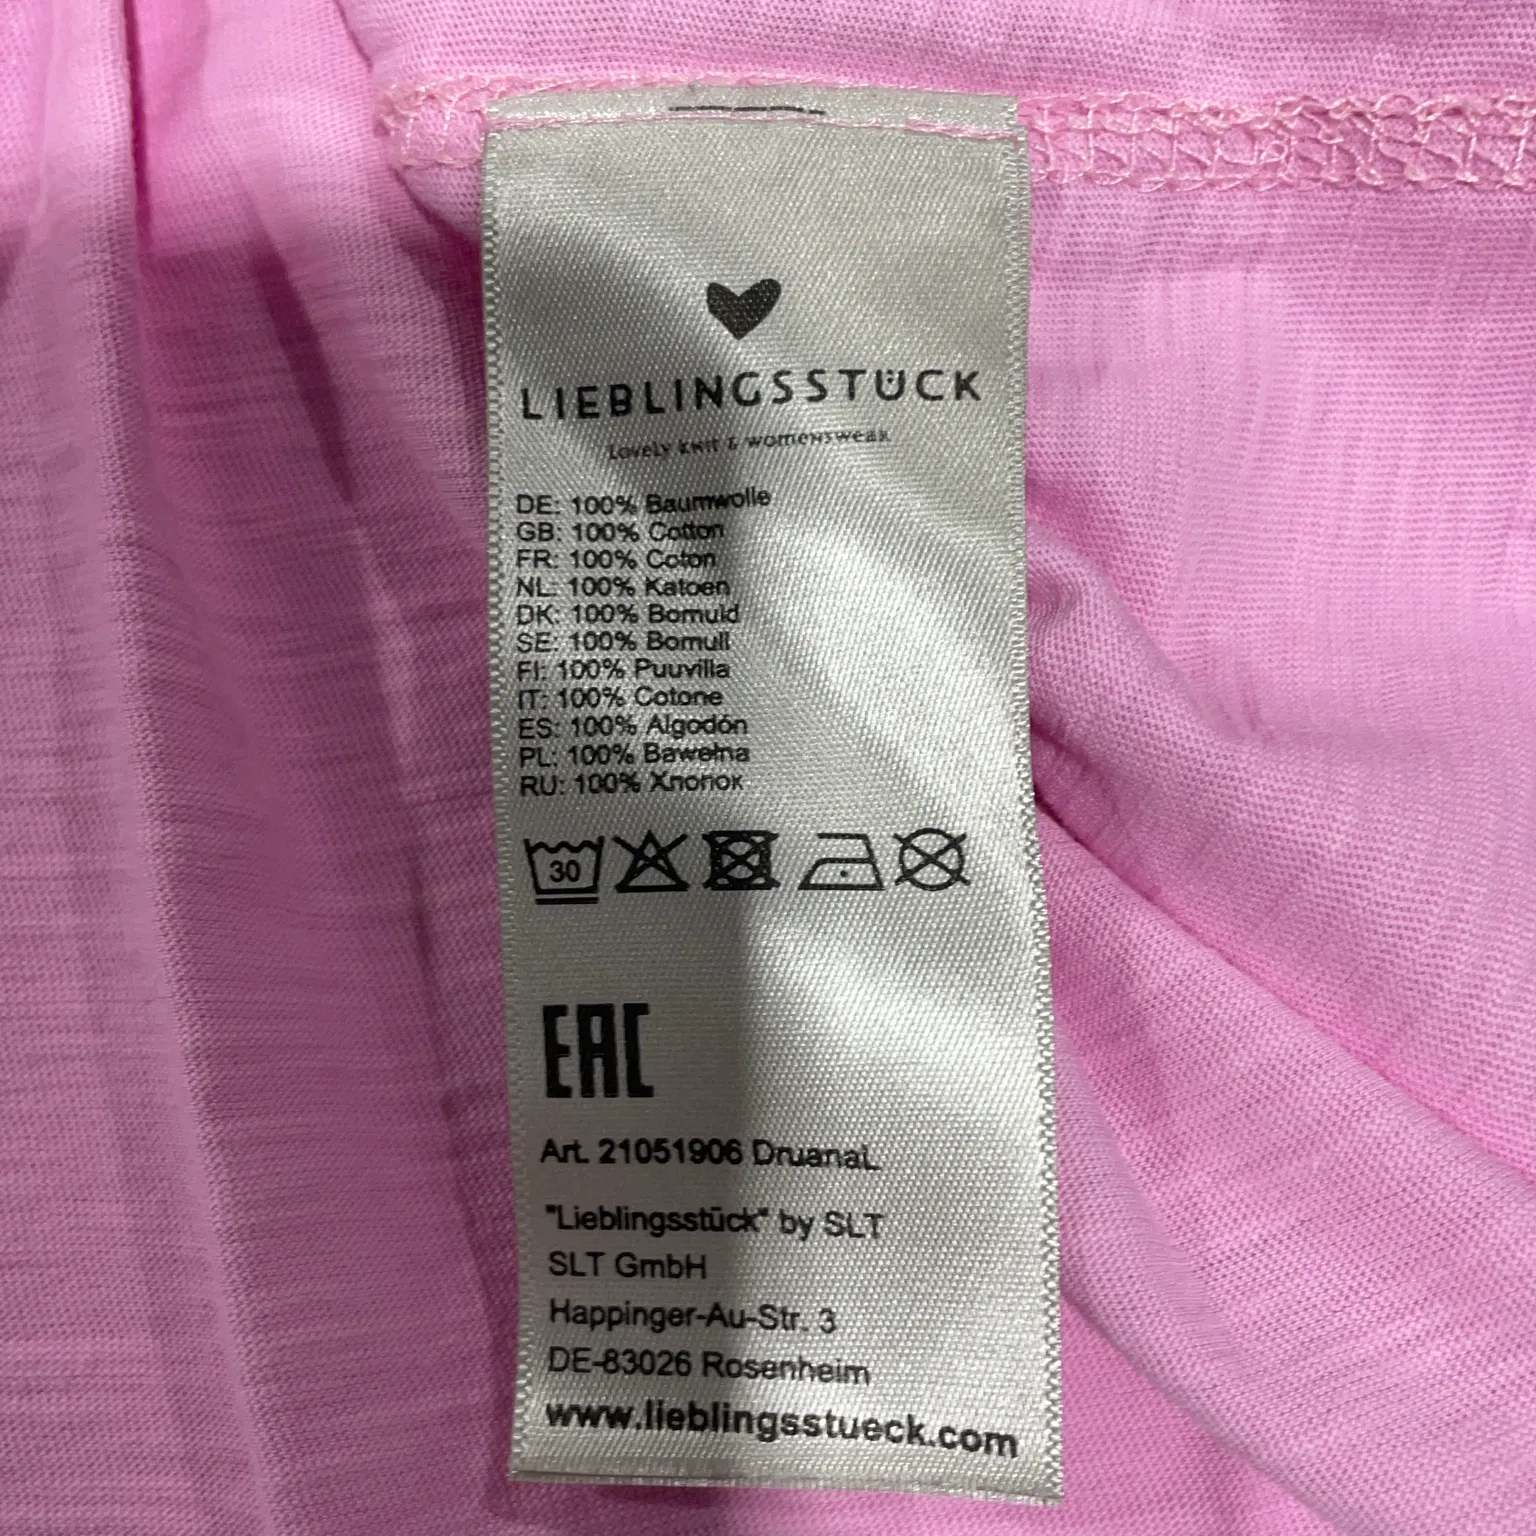 LIEBLINGSSTÜCK
Lovely knit & womenswear
DE: 100% Baumwolle
GB: 100% Cotton
FR: 100% Coton
NL: 100% Katoen
DK: 100% Bomuld
SE: 100% Bomull
FI: 100% Puuvilla
IT: 100% Cotone
ES: 100% Algodón
PL: 100% Bawełna
RU: 100% Хлопок
30
EAC
Art. 21051906 DruanaL
"Lieblingsstück" by SLT
SLT GmbH
Happinger-Au-Str. 3
DE-83026 Rosenheim
www.lieblingsstueck.com